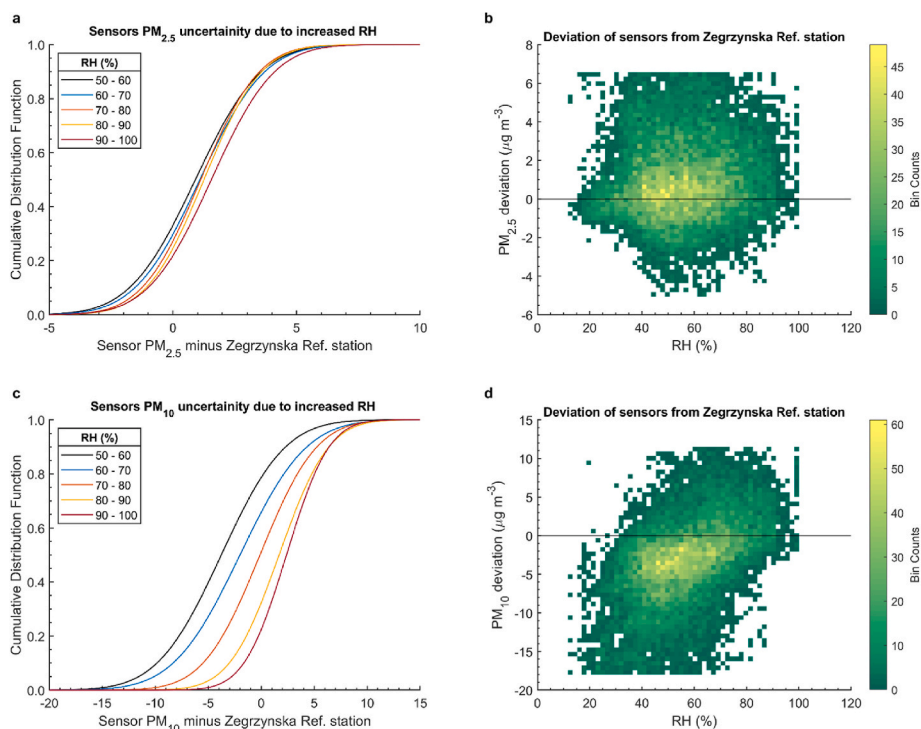 a
Sensors PM2.5 uncertainity due to increased RH
Cumulative Distribution Function
1.0
0.8
0.6
0.4
0.2
0.0
RH (%)
50 - 60
60 - 70
70 - 80
80 - 90
90 - 100
-5 0 5 10
Sensor PM2.5 minus Zegrzynska Ref. station
b
Deviation of sensors from Zegrzynska Ref. station
PM2.5 deviation (μg m-3)
8
6
4
2
0
-2
-4
-6
0 20 40 60 80 100 120
RH (%)
45
40
35
30
25
20
15
10
5
0
Bin Counts
c
Sensors PM10 uncertainity due to increased RH
Cumulative Distribution Function
1.0
0.8
0.6
0.4
0.2
0.0
RH (%)
50 - 60
60 - 70
70 - 80
80 - 90
90 - 100
-20 -15 -10 -5 0 5 10 15
Sensor PM10 minus Zegrzynska Ref. station
d
Deviation of sensors from Zegrzynska Ref. station
PM10 deviation (μg m-3)
15
10
5
0
-5
-10
-15
-20
0 20 40 60 80 100 120
RH (%)
60
50
40
30
20
10
0
Bin Counts